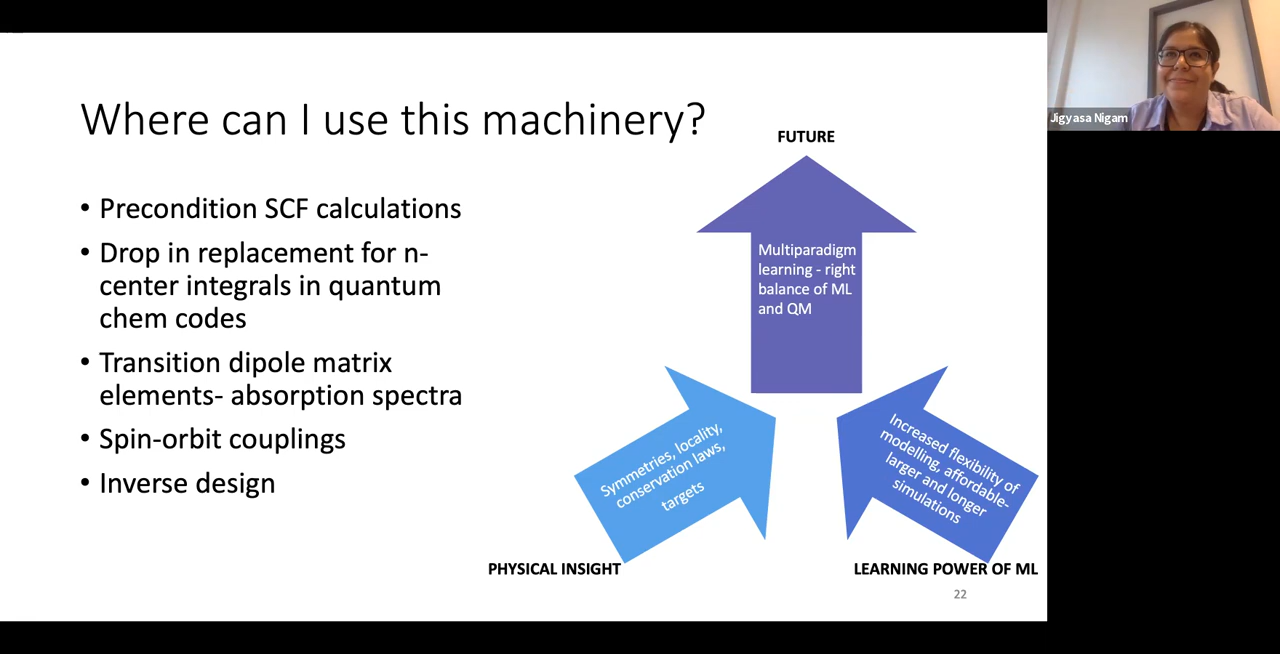 Where can I use this machinery?
• Precondition SCF calculations
• Drop in replacement for n-
center integrals in quantum
chem codes
• Transition dipole matrix
elements- absorption spectra
• Spin-orbit couplings
• Inverse design
FUTURE
Multiparadigm
learning - right
balance of ML
and QM
Symmetries, locality,
conservation laws,
targets
Increased flexibility of
modelling, affordable-
larger and longer
simulations
PHYSICAL INSIGHT
LEARNING POWER OF ML
22
Jigyasa Nigam